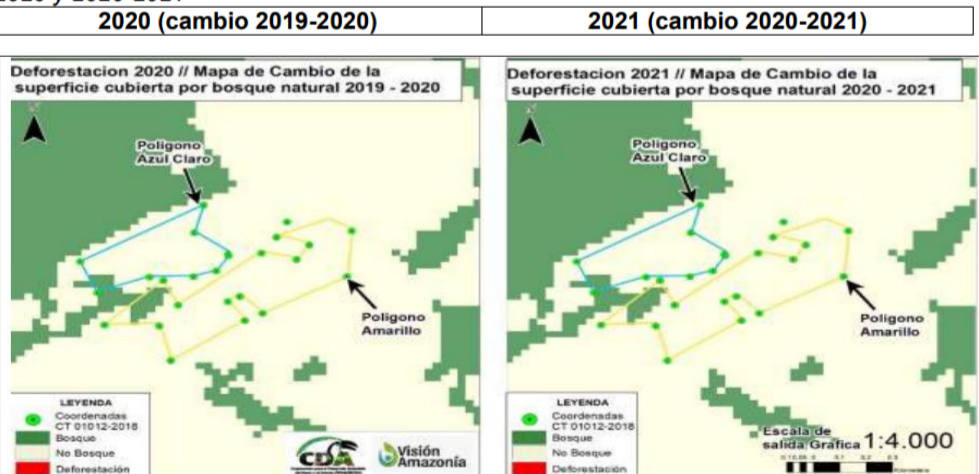 2020 (cambio 2019-2020)
2021 (cambio 2020-2021)
Deforestacion 2020 // Mapa de Cambio de la
superficie cubierta por bosque natural 2019 - 2020
Poligono
Azul Claro
Poligono
Amarillo
LEYENDA
Coordenadas
CT 01012-2018
Bosque
No Bosque
Deforestación
CDA
Visión
Amazonía
Deforestacion 2021 // Mapa de Cambio de la
superficie cubierta por bosque natural 2020 - 2021
Poligono
Azul Claro
Poligono
Amarillo
LEYENDA
Coordenadas
CT 01012-2018
Bosque
No Bosque
Deforestación
Escala de
salida Grafica 1:4.000